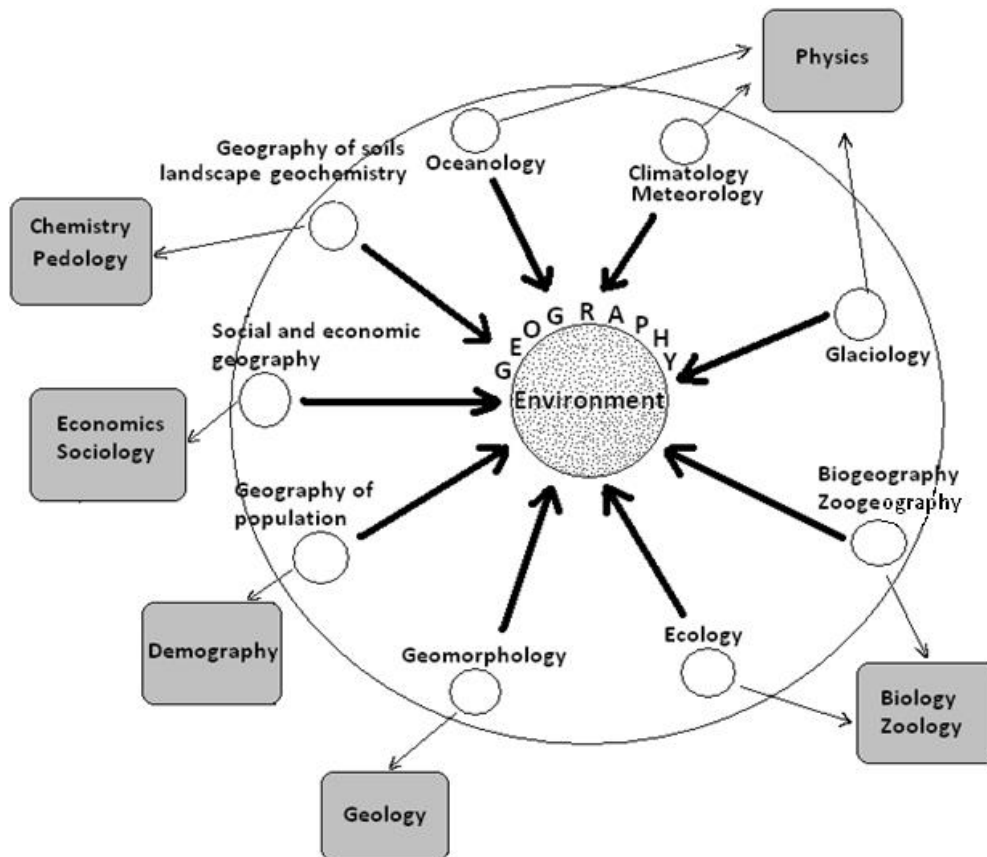 Physics
Geography of soils
landscape geochemistry
Oceanology
Climatology
Meteorology
Chemistry
Pedology
GEOGRAPHY
Social and economic
geography
Glaciology
Environment
Economics
Sociology
Biogeography
Zoogeography
Geography of
population
Ecology
Demography
Geomorphology
Biology
Zoology
Geology